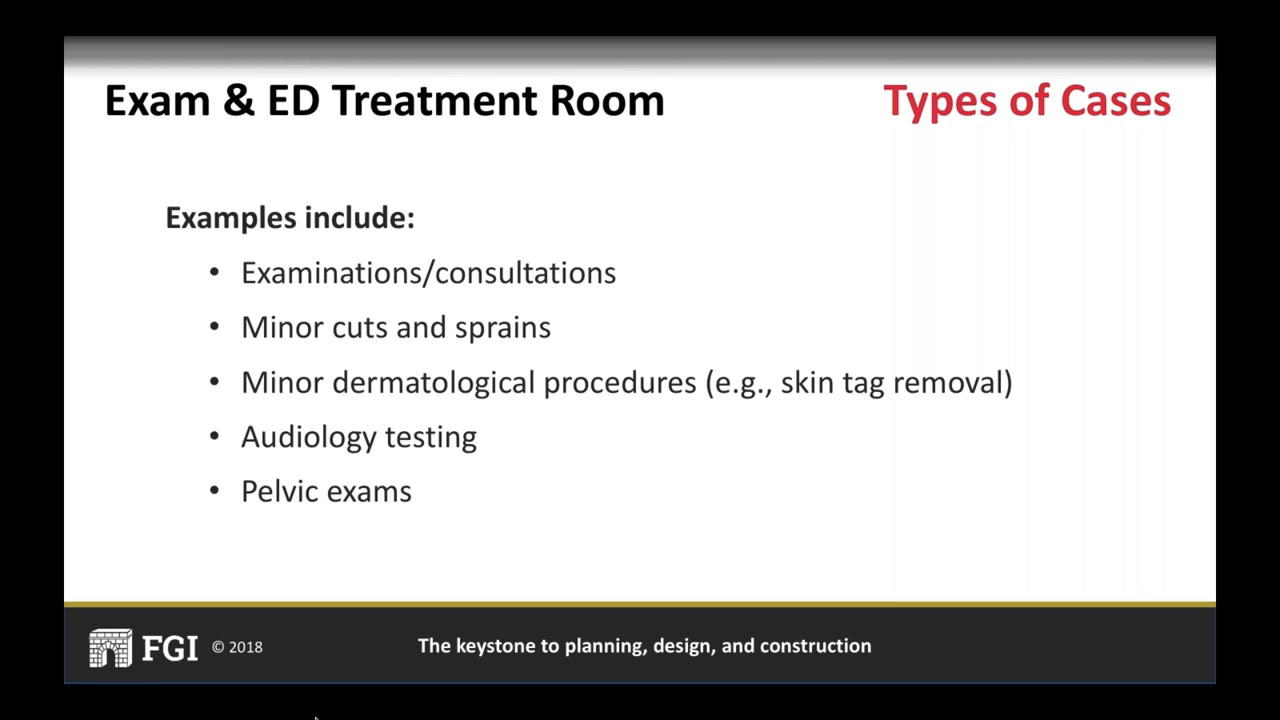 Exam & ED Treatment Room
Types of Cases
Examples include:
• Examinations/consultations
• Minor cuts and sprains
• Minor dermatological procedures (e.g., skin tag removal)
• Audiology testing
• Pelvic exams
FGI © 2018
The keystone to planning, design, and construction